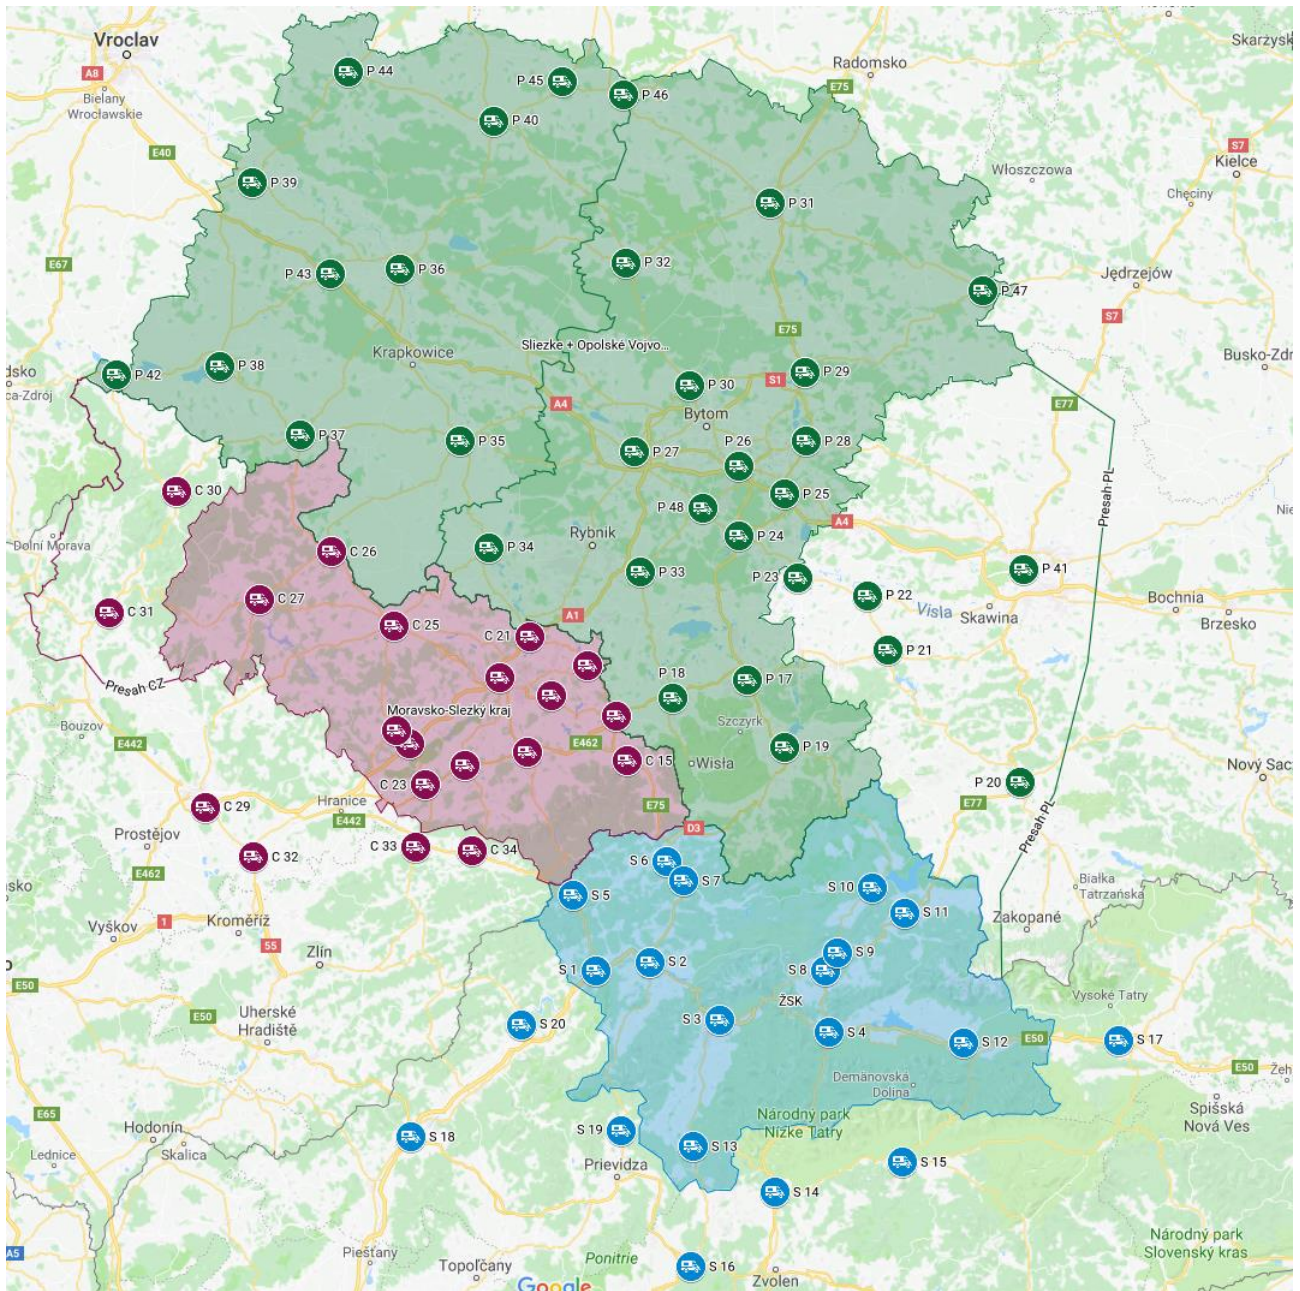 Vroclav
A8
Bielany
Wrocławskie
P 44
P 45
P 46
P 40
Radomsko
E75
Skarżysk
S7
Kielce
E40
Włoszczowa
Chęciny
P 39
P 31
E67
P 43
P 36
P 32
P 47
Jędrzejów
S7
E75
Krapkowice
Sliezke + Opolské Vojvo...
Busko-Zdr
dsko
ca-Zdrój
P 42
P 38
P 30
S1
P 29
A4
Bytom
E77
P 37
P 35
P 27
P 26
P 28
C 30
P 25
P 48
Presah PL
A4
Dolní Morava
C 26
P 34
Rybnik
P 24
P 33
P 23
P 41
C 27
P 22
Visla
Skawina
Bochnia
Brzesko
C 31
C 25
C 21
A1
P 21
Presah CZ
P 18
P 17
Moravsko-Slezký kraj
Szczyrk
Bouzov
E442
E462
C 15
Wisła
P 19
Nowy Sac
C 23
P 20
Hranice
E442
E75
E77
C 29
D3
Presah PL
Prostějov
C 33
C 34
C 32
E462
S 6
S 7
S 10
Białka
Tatrzańska
sko
S 5
S 11
Zakopané
Vyškov
1
Kroměříž
55
Zlín
S 1
S 2
S 9
S 8
E50
ŽSK
Vysoké Tatry
E50
Uherské
Hradiště
S 20
S 3
S 4
S 12
E50
S 17
E50
Demänovská
Dolina
E65
Národný park
Nízke Tatry
Spišská
Nová Ves
Hodonín
S 18
S 19
S 13
Lednice
Skalica
Prievidza
S 15
S 14
A5
Piešťany
Topoľčany
Ponitrie
S 16
Zvolen
Národný park
Slovenský kras
Google